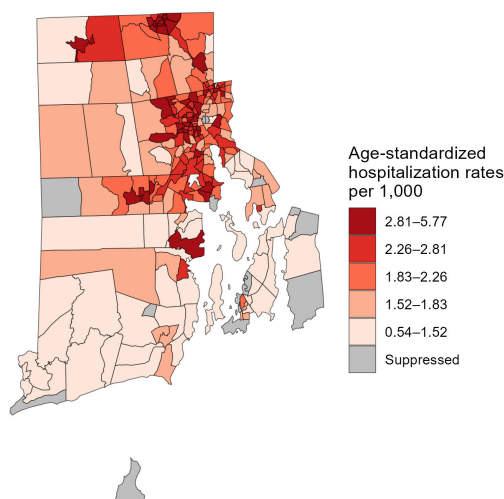 Age-standardized
hospitalization rates
per 1,000
2.81–5.77
2.26–2.81
1.83–2.26
1.52–1.83
0.54–1.52
Suppressed